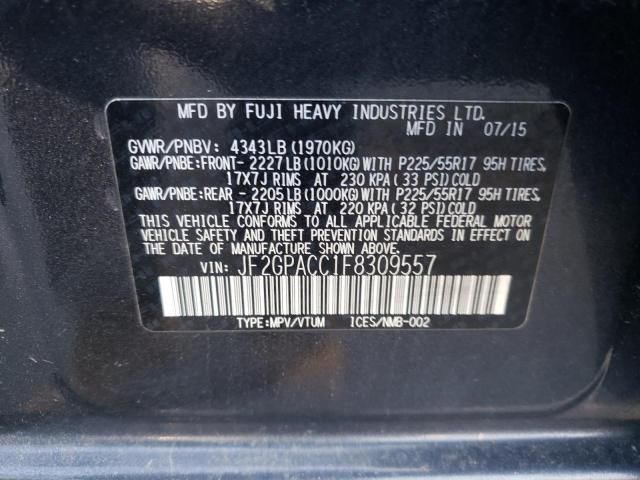 MFD BY FUJI HEAVY INDUSTRIES LTD.
MFD IN 07/15
GVWR/PNBV: 4343LB (1970KG)
GAWR/PNBE:FRONT- 2227LB (1010KG) WITH P225/55R17 95H TIRES,
17X7J RIMS AT 230 KPA ( 33 PSI) COLD
GAWR/PNBE:REAR - 2205LB (1000KG) WITH P225/55R17 95H TIRES,
17X7J RIMS AT 220 KPA (32 PSI) COLD
THIS VEHICLE CONFORMS TO ALL APPLICABLE FEDERAL MOTOR
VEHICLE SAFETY AND THEFT PREVENTION STANDARDS IN EFFECT ON THE
DATE OF MANUFACTURE SHOWN ABOVE.
VIN: JF2GPACC1F8309557
TYPE:MPV/VTUM ICES/NMB-002